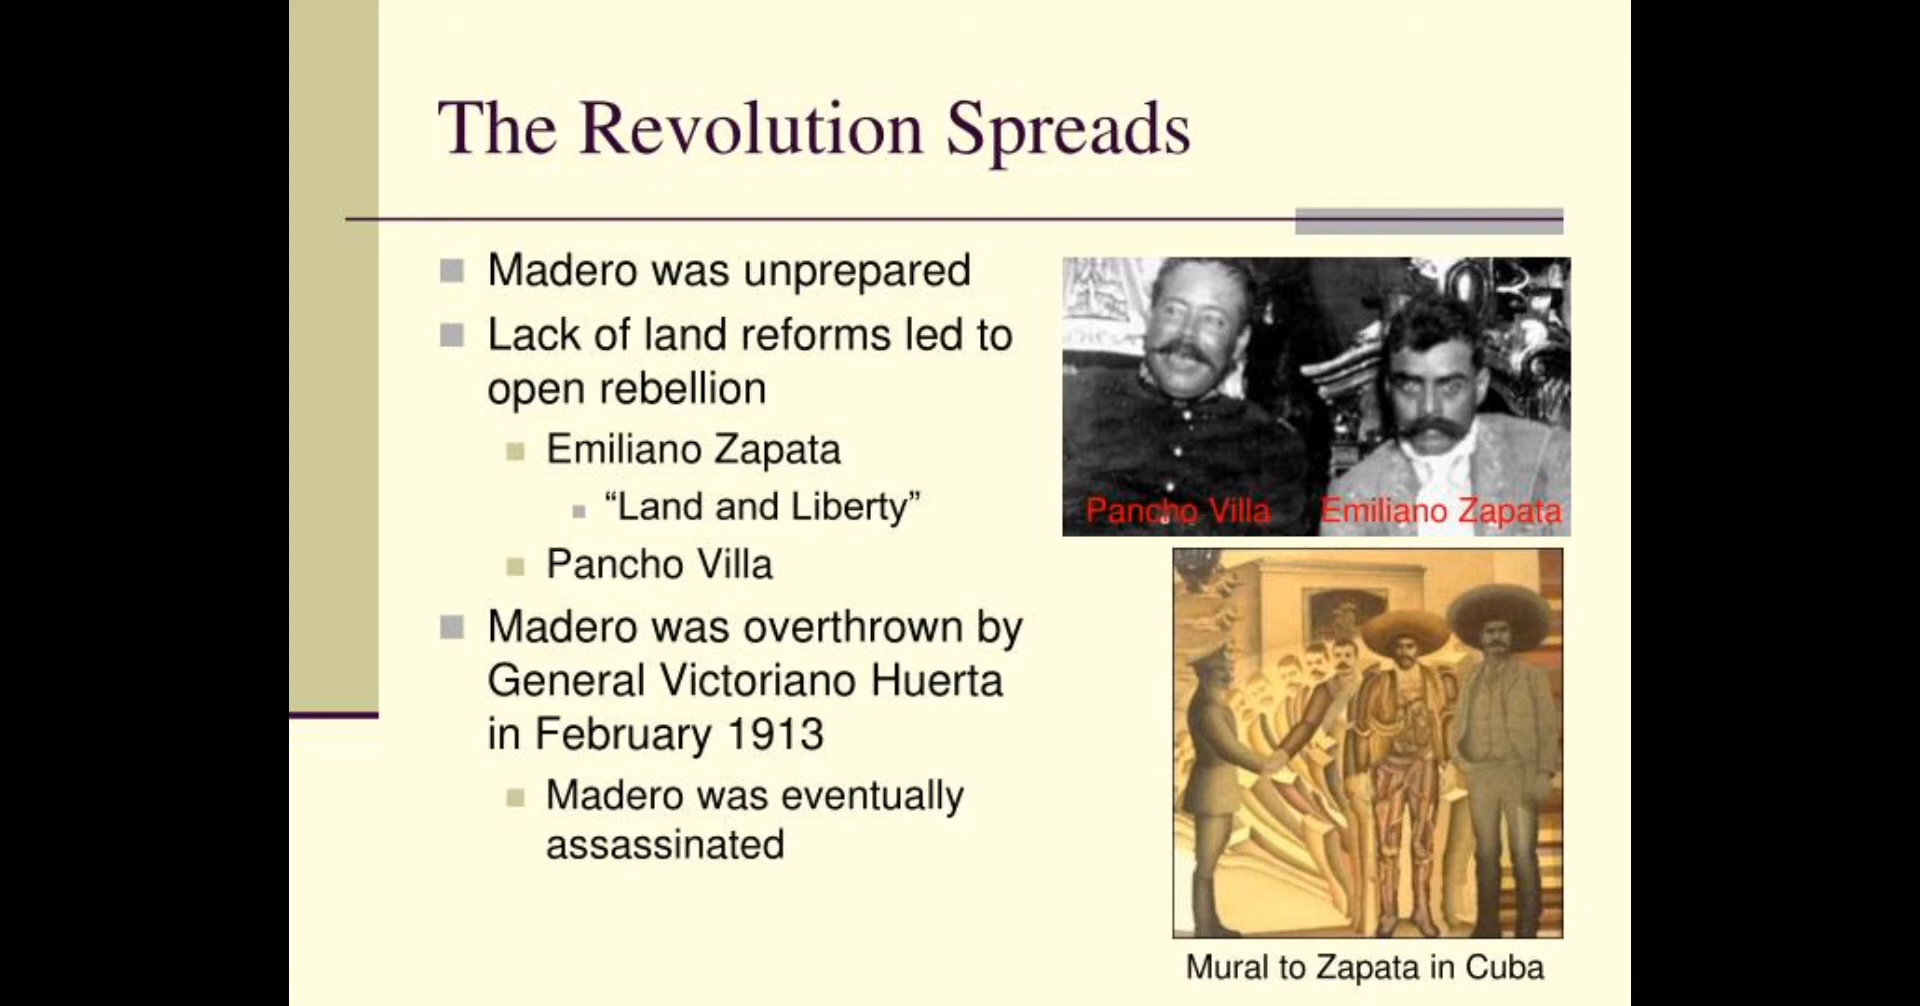 The Revolution Spreads
Madero was unprepared
Lack of land reforms led to
open rebellion
Emiliano Zapata
“Land and Liberty”
Pancho Villa
Madero was overthrown by
General Victoriano Huerta
in February 1913
Madero was eventually
assassinated
Pancho Villa
Emiliano Zapata
Mural to Zapata in Cuba